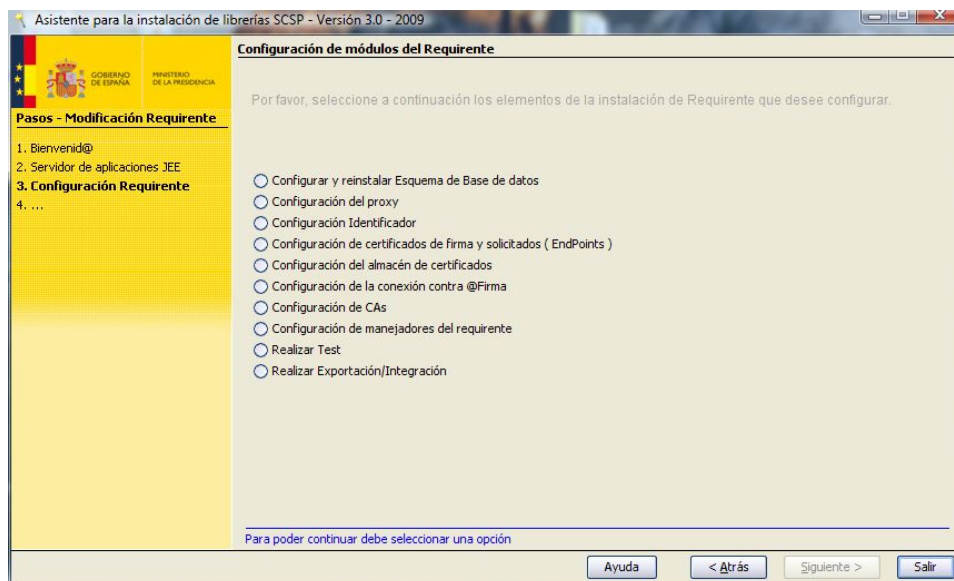 Asistente para la instalación de librerías SCSP - Versión 3.0 - 2009
GOBIERNO DE ESPAÑA
MINISTERIO DE LA PRESIDENCIA
Pasos - Modificación Requirente
1. Bienvenid@
2. Servidor de aplicaciones JEE
3. Configuración Requirente
4. ...
Configuración de módulos del Requirente
Por favor, seleccione a continuación los elementos de la instalación de Requirente que desee configurar.
Configurar y reinstalar Esquema de Base de datos
Configuración del proxy
Configuración Identificador
Configuración de certificados de firma y solicitados ( EndPoints )
Configuración del almacén de certificados
Configuración de la conexión contra @Firma
Configuración de CAs
Configuración de manejadores del requirente
Realizar Test
Realizar Exportación/Integración
Para poder continuar debe seleccionar una opción
Ayuda
< Atrás
Siguiente >
Salir